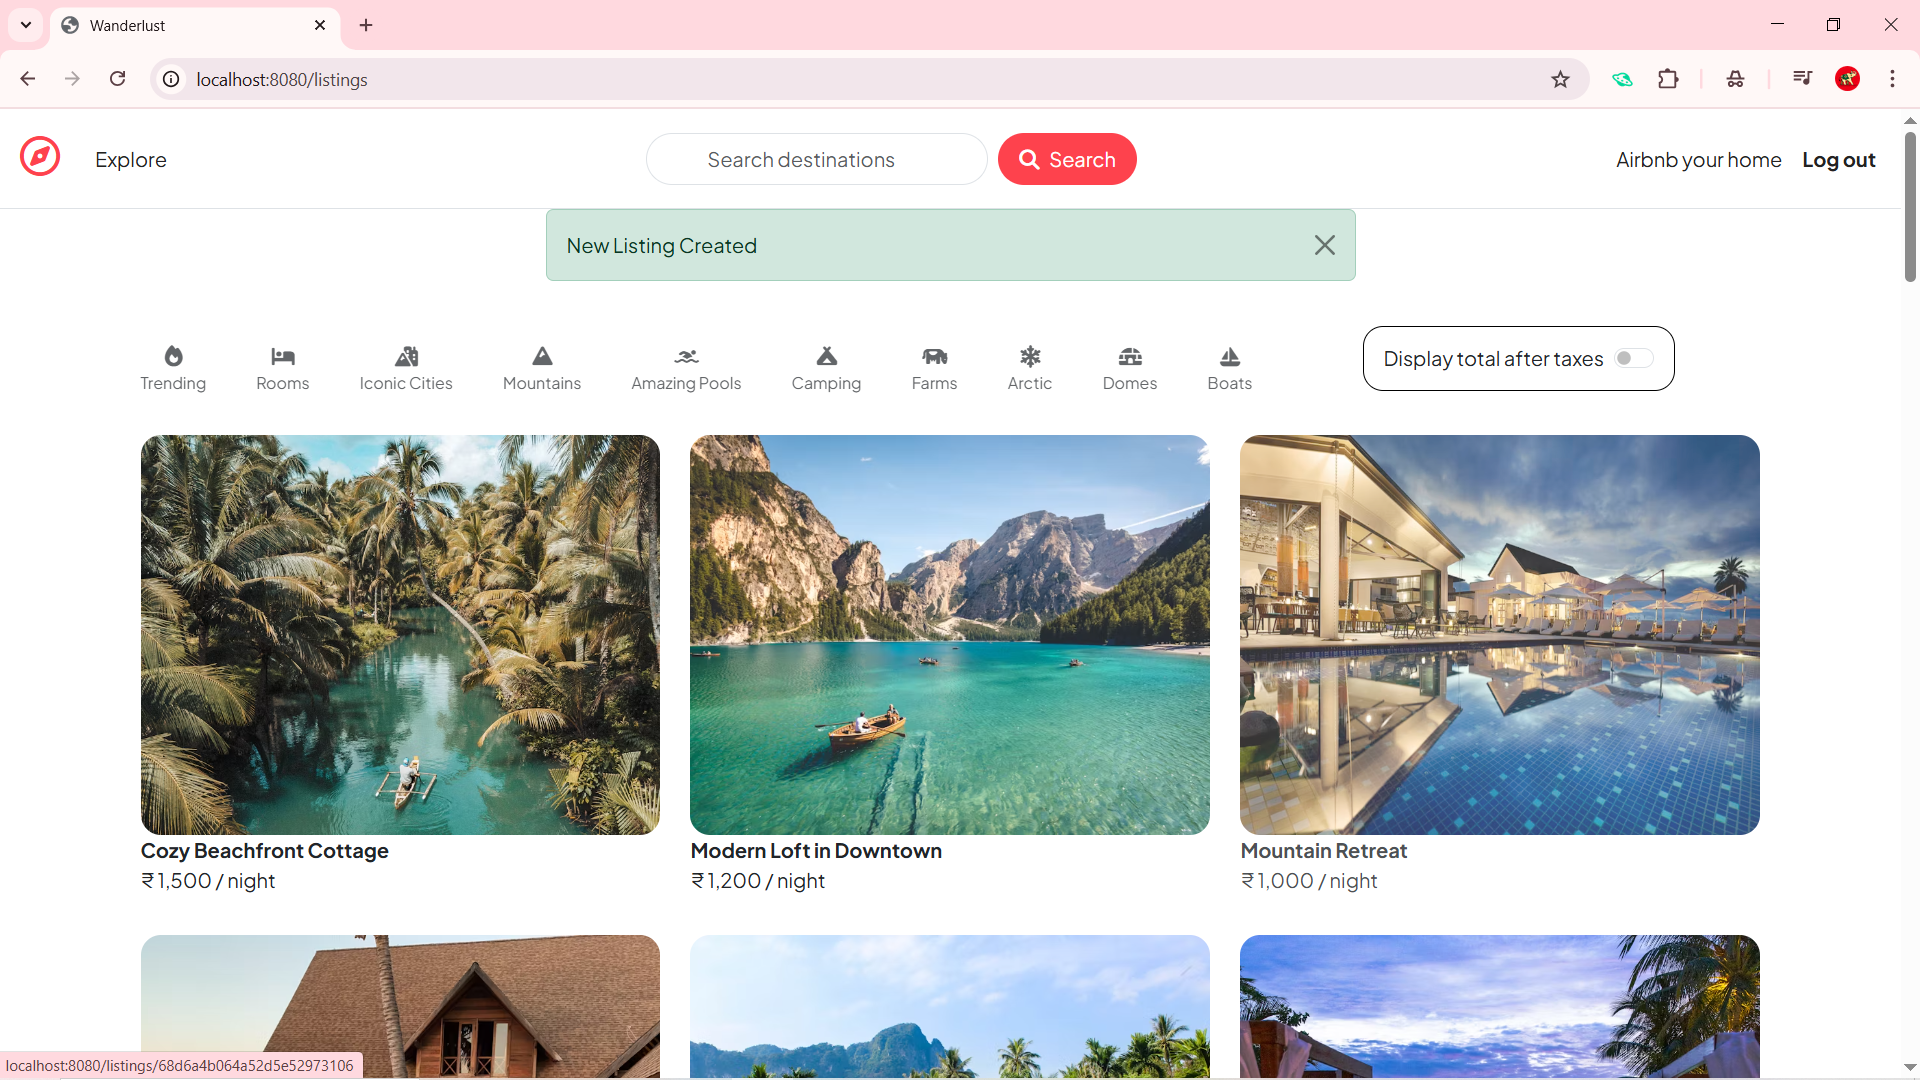 Wanderlust
localhost:8080/listings
Explore
Search destinations
Search
Airbnb your home
Log out
New Listing Created
Trending
Rooms
Iconic Cities
Mountains
Amazing Pools
Camping
Farms
Arctic
Domes
Boats
Display total after taxes
Cozy Beachfront Cottage
₹1,500 / night
Modern Loft in Downtown
₹1,200 / night
Mountain Retreat
₹1,000 / night
localhost:8080/listings/68d6a4b064a52d5e52973106